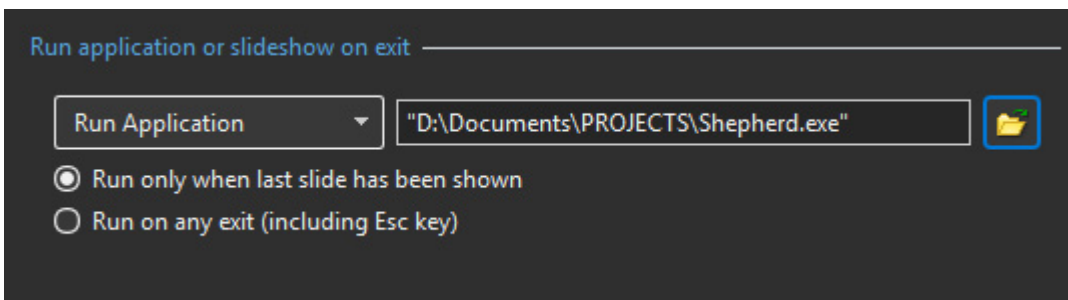 Run application or slideshow on exit
Run Application "D:\Documents\PROJECTS\Shepherd.exe"
Run only when last slide has been shown
Run on any exit (including Esc key)